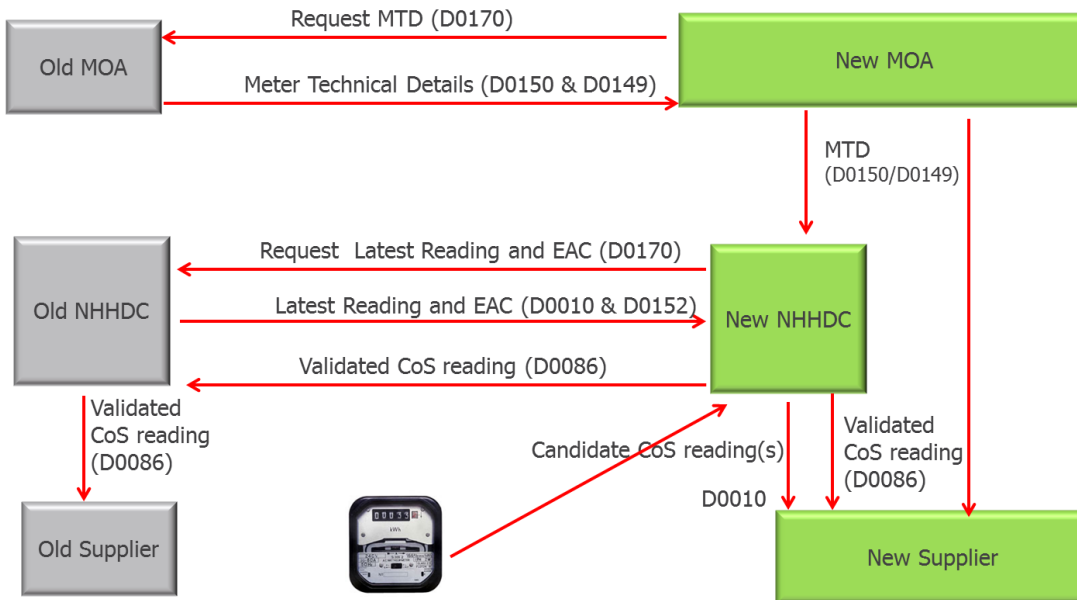 Request MTD (D0170)
Old MOA
New MOA
Meter Technical Details (D0150 & D0149)
MTD
(D0150/D0149)
Request Latest Reading and EAC (D0170)
Old NHHDC
Latest Reading and EAC (D0010 & D0152)
New NHHDC
Validated CoS reading (D0086)
Validated
CoS reading
(D0086)
Candidate CoS reading(s)
Validated
CoS reading
(D0086)
D0010
00033
kWh
Old Supplier
New Supplier